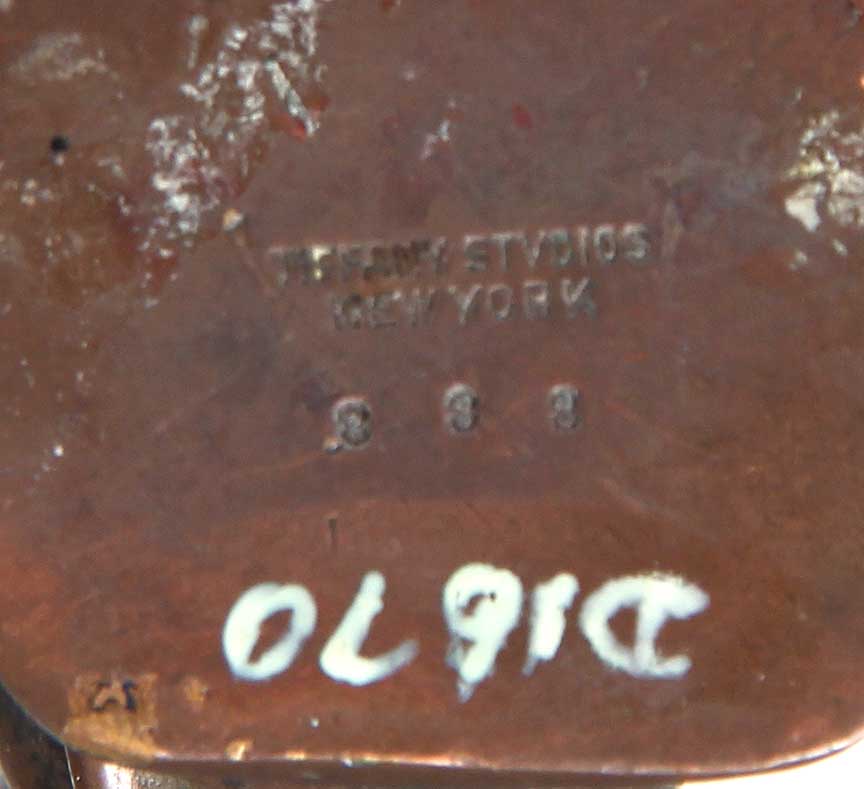 TIFFANY STVDIOS
NEW YORK
D1670